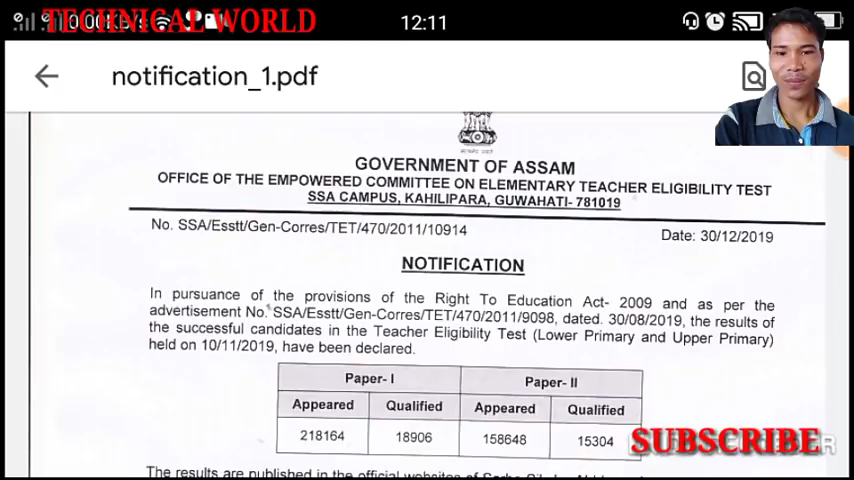 TECHNICAL WORLD
12:11
notification_1.pdf
GOVERNMENT OF ASSAM
OFFICE OF THE EMPOWERED COMMITTEE ON ELEMENTARY TEACHER ELIGIBILITY TEST
SSA CAMPUS, KAHILIPARA, GUWAHATI- 781019
No. SSA/Esstt/Gen-Corres/TET/470/2011/10914 Date: 30/12/2019
NOTIFICATION
In pursuance of the provisions of the Right To Education Act- 2009 and as per the
advertisement No. SSA/Esstt/Gen-Corres/TET/470/2011/9098, dated. 30/08/2019, the results of
the successful candidates in the Teacher Eligibility Test (Lower Primary and Upper Primary)
held on 10/11/2019, have been declared.
Paper- I Paper- II
Appeared Qualified Appeared Qualified
218164 18906 158648 15304
SUBSCRIBE
The results are published in the official websites of